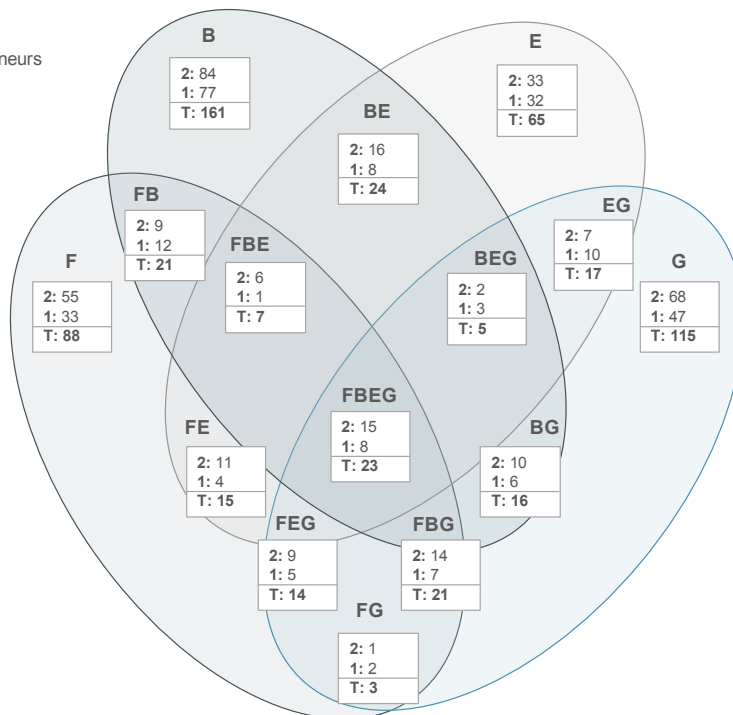 neurs
B
2: 84
1: 77
T: 161
E
2: 33
1: 32
T: 65
BE
2: 16
1: 8
T: 24
FB
2: 9
1: 12
T: 21
EG
2: 7
1: 10
T: 17
F
2: 55
1: 33
T: 88
FBE
2: 6
1: 1
T: 7
BEG
2: 2
1: 3
T: 5
G
2: 68
1: 47
T: 115
FBEG
2: 15
1: 8
T: 23
FE
2: 11
1: 4
T: 15
BG
2: 10
1: 6
T: 16
FEG
2: 9
1: 5
T: 14
FBG
2: 14
1: 7
T: 21
FG
2: 1
1: 2
T: 3